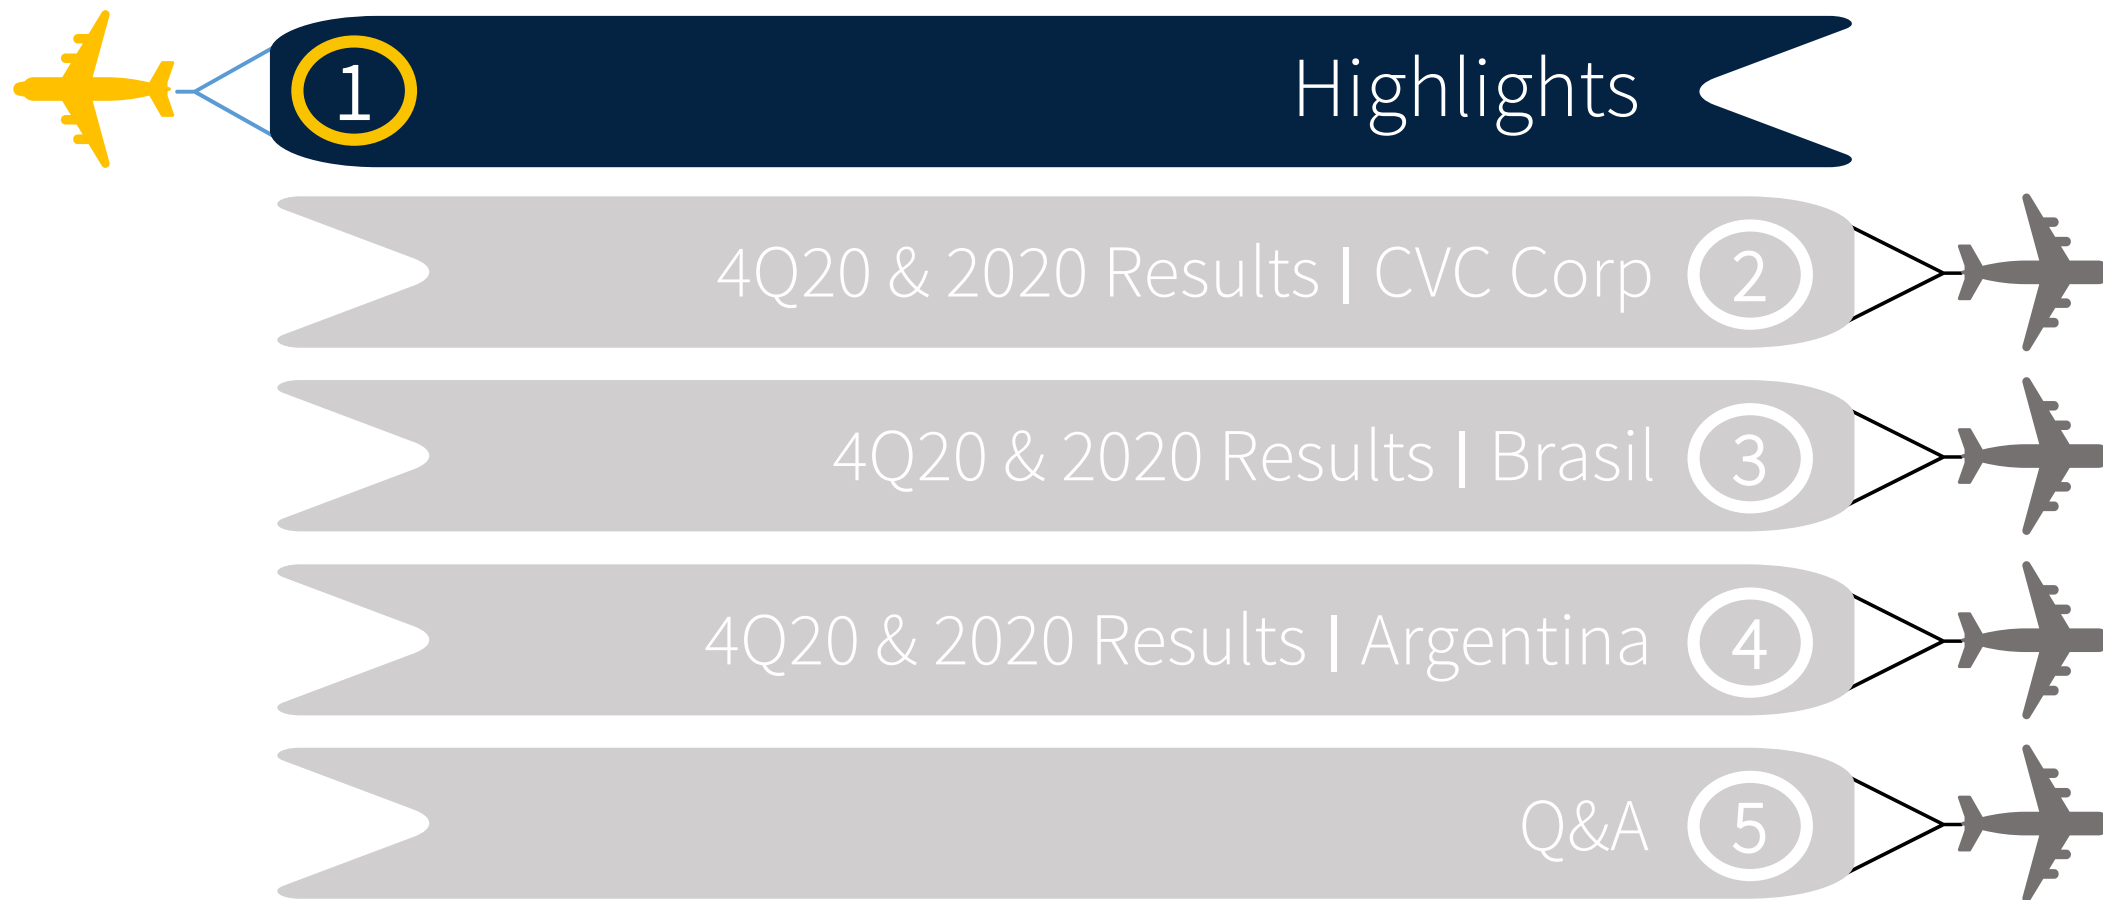 1 Highlights
4Q20 & 2020 Results | CVC Corp 2
4Q20 & 2020 Results | Brasil 3
4Q20 & 2020 Results | Argentina 4
Q&A 5